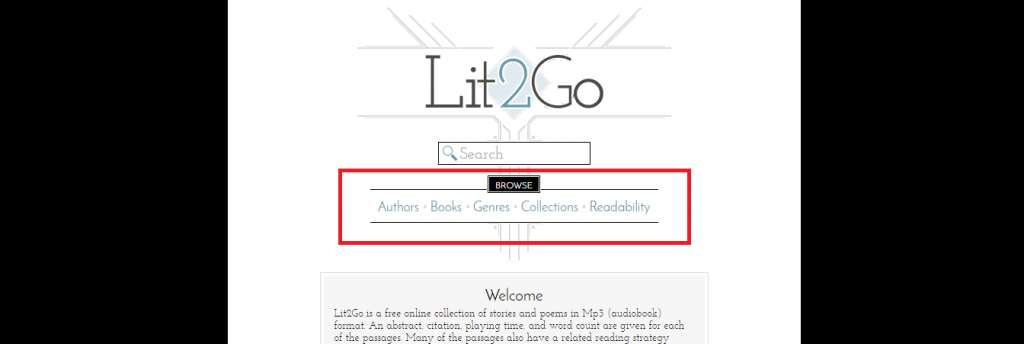 Lit2Go
Search
BROWSE
Authors • Books • Genres • Collections • Readability
Welcome
Lit2Go is a free online collection of stories and poems in Mp3 (audiobook)
format. An abstract, citation, playing time, and word count are given for each
of the passages. Many of the passages also have a related reading strategy